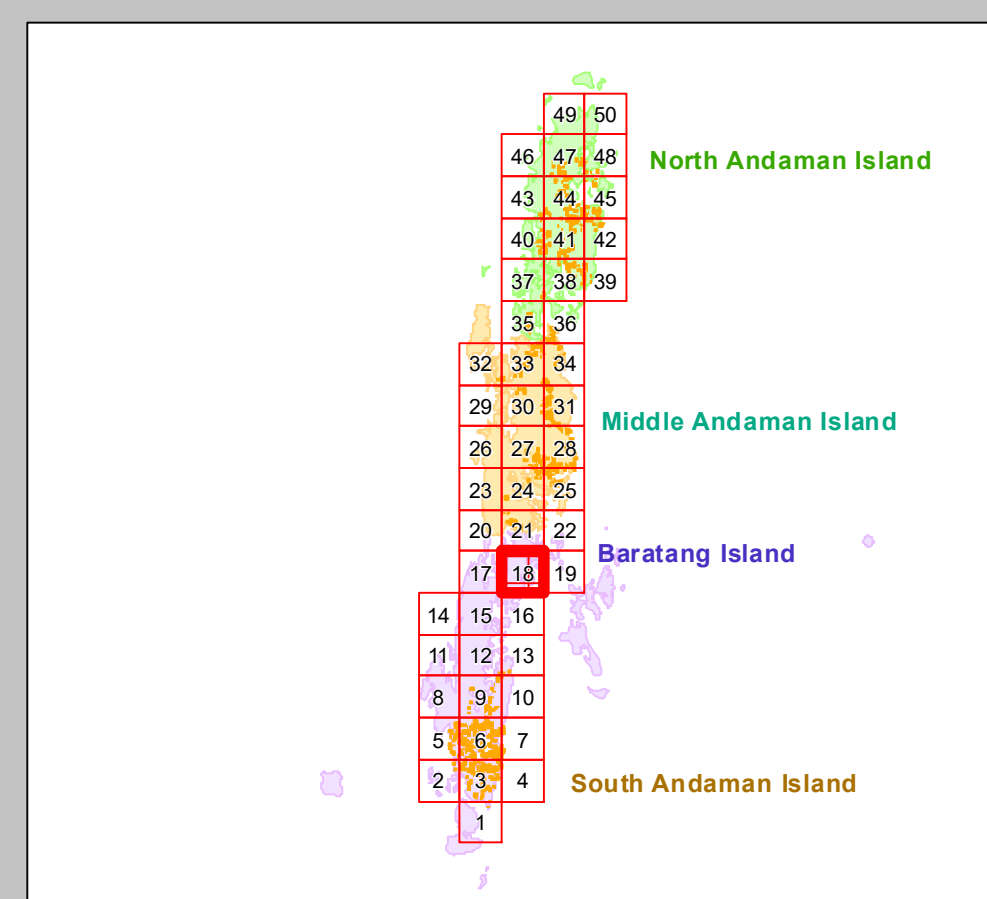 49 50
46 47 48
North Andaman Island
43 44 45
40 41 42
37 38 39
35 36
32 33 34
29 30 31
Middle Andaman Island
26 27 28
23 24 25
20 21 22
Baratang Island
17 18 19
14 15 16
11 12 13
8 9 10
5 6 7
2 3 4
South Andaman Island
1